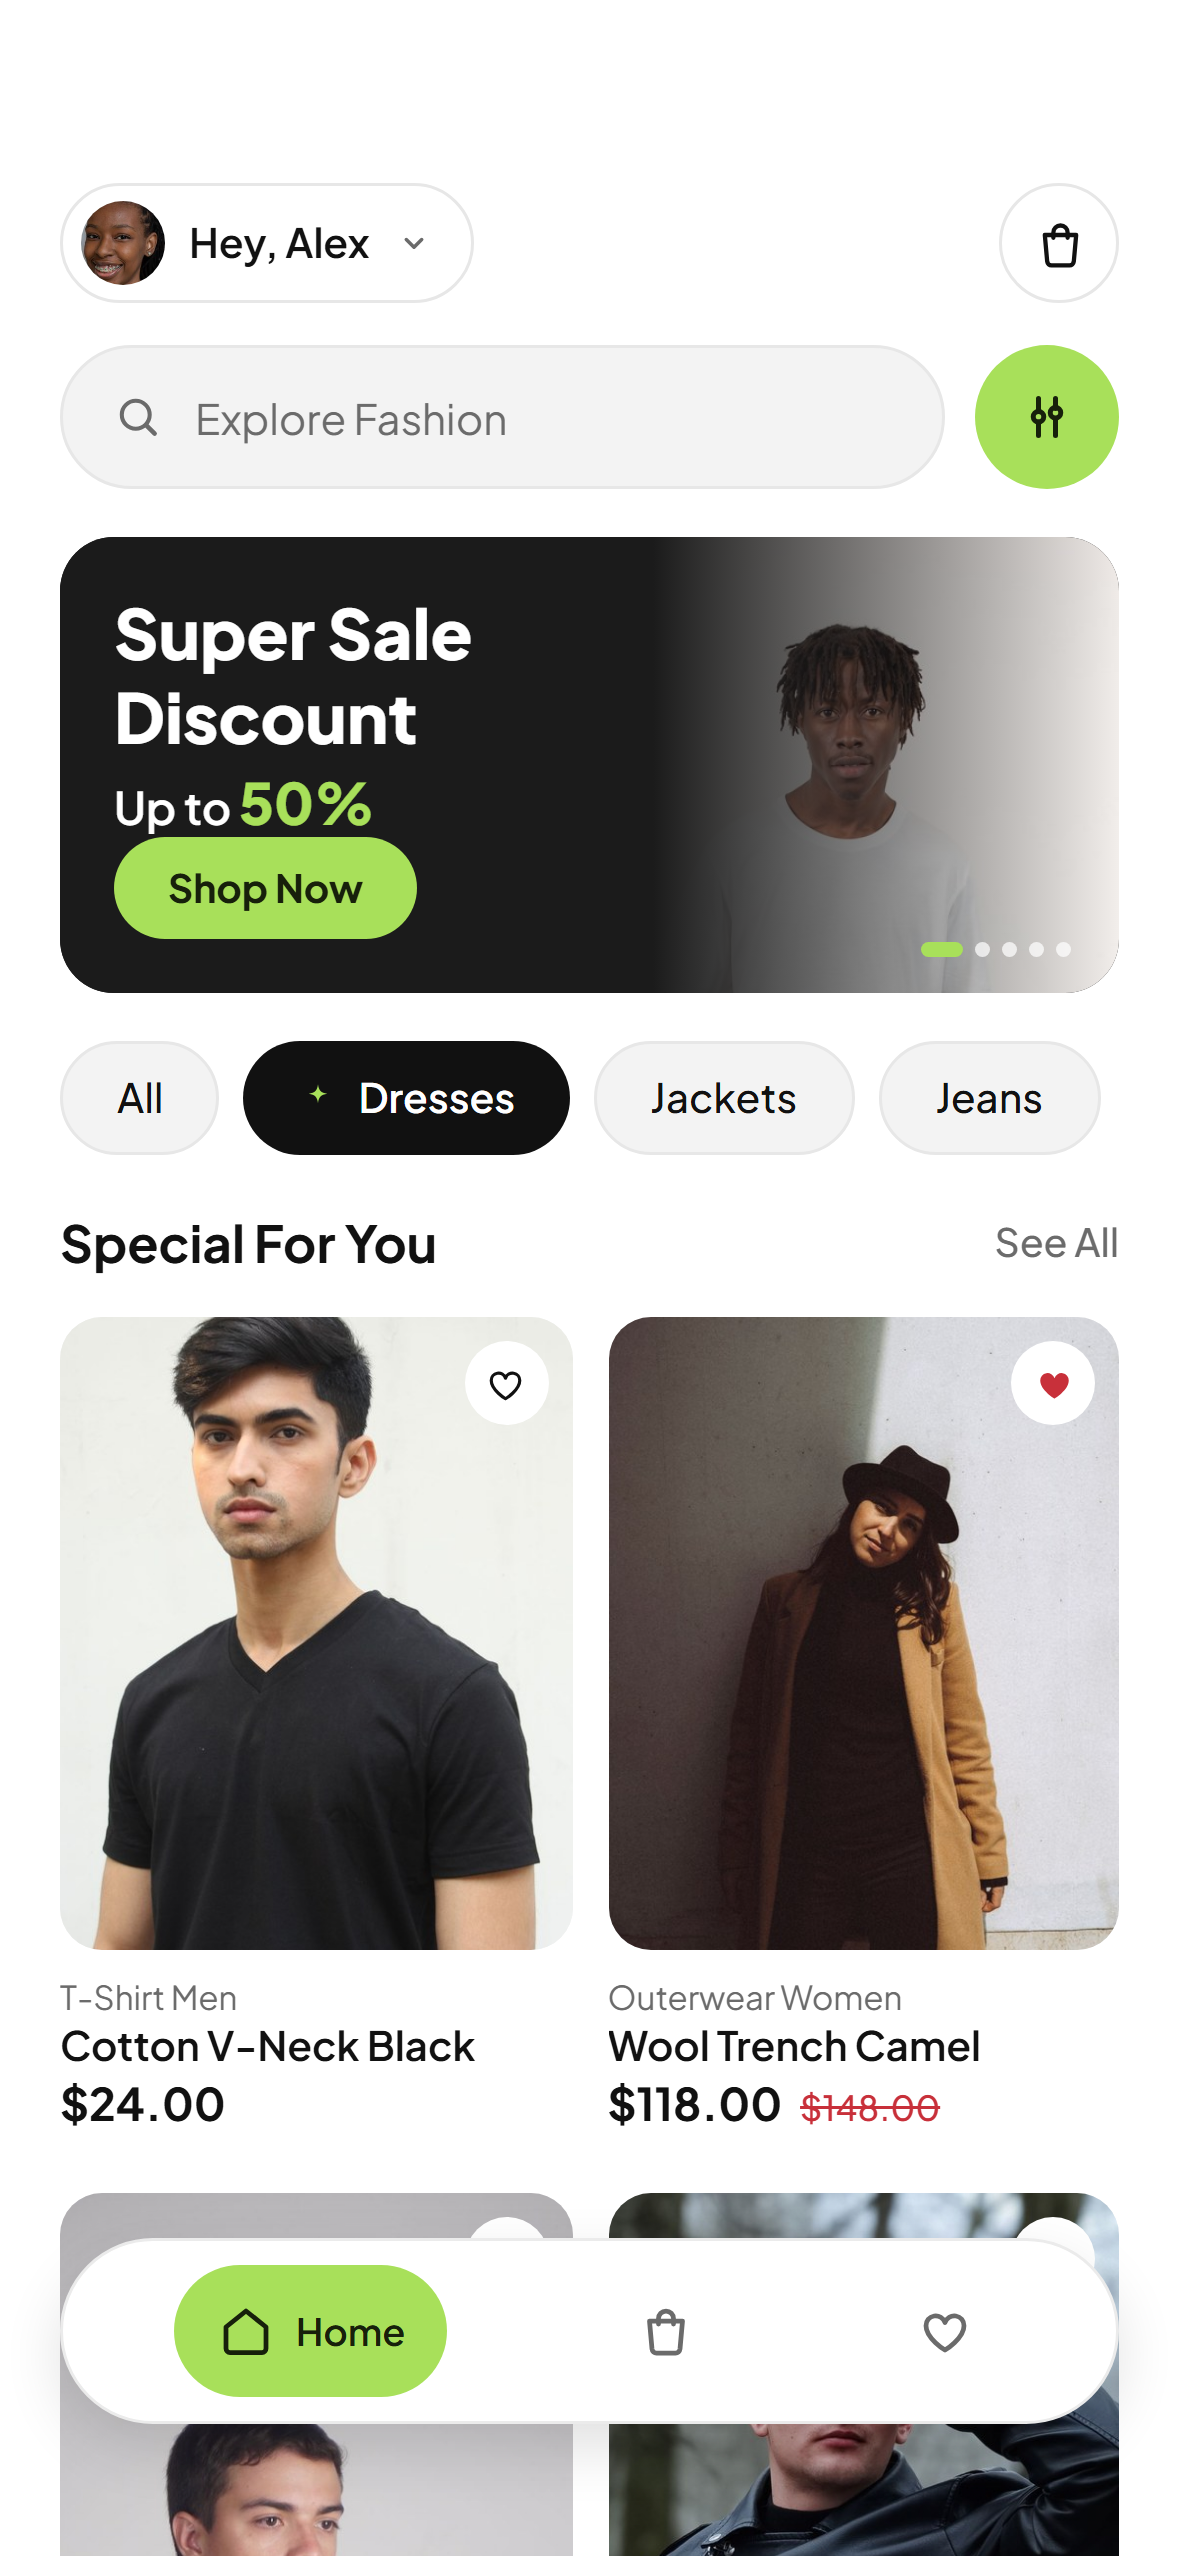 Hey, Alex
Explore Fashion
Super Sale
Discount
Up to 50%
Shop Now
All
Dresses
Jackets
Jeans
Special For You
See All
T-Shirt Men
Cotton V-Neck Black
$24.00
Outerwear Women
Wool Trench Camel
$118.00 $148.00
Home